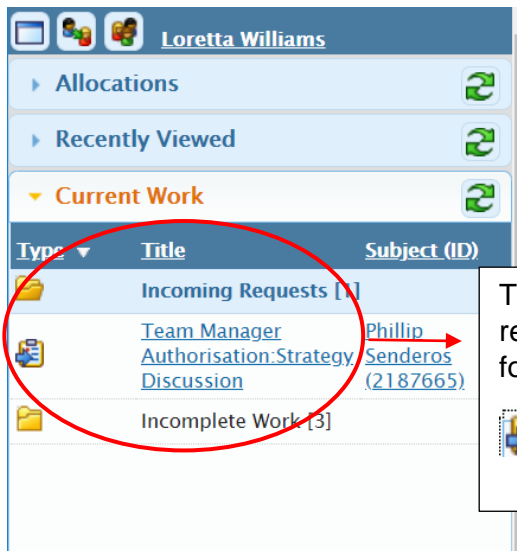 Loretta Williams
Allocations
Recently Viewed
Current Work
Type Title Subject (ID)
Incoming Requests [1]
Team Manager Phillip
Authorisation:Strategy Senderos
Discussion (2187665)
Incomplete Work [3]